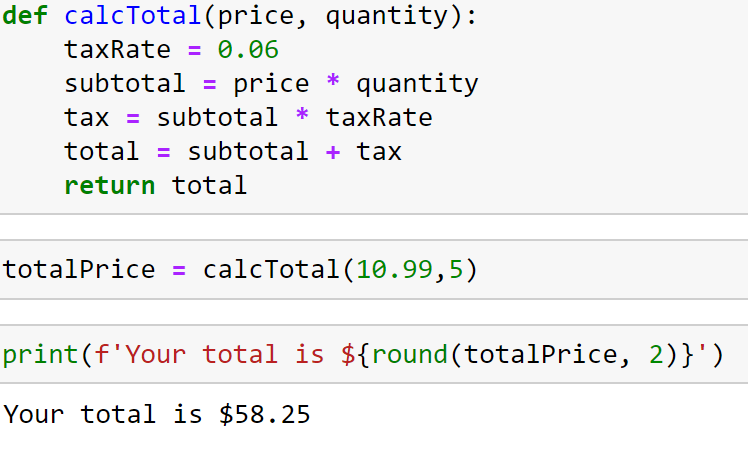 def calcTotal(price, quantity):
    taxRate = 0.06
    subtotal = price * quantity
    tax = subtotal * taxRate
    total = subtotal + tax
    return total
totalPrice = calcTotal(10.99,5)
print(f'Your total is ${round(totalPrice, 2)}')
Your total is $58.25